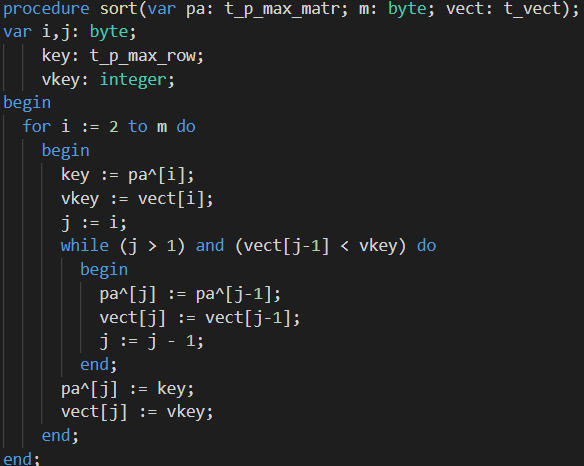 procedure sort(var pa: t_p_max_matr; m: byte; vect: t_vect);
var i,j: byte;
    key: t_p_max_row;
    vkey: integer;
begin
  for i := 2 to m do
    begin
      key := pa^[i];
      vkey := vect[i];
      j := i;
      while (j > 1) and (vect[j-1] < vkey) do
        begin
          pa^[j] := pa^[j-1];
          vect[j] := vect[j-1];
          j := j - 1;
        end;
      pa^[j] := key;
      vect[j] := vkey;
    end;
end;